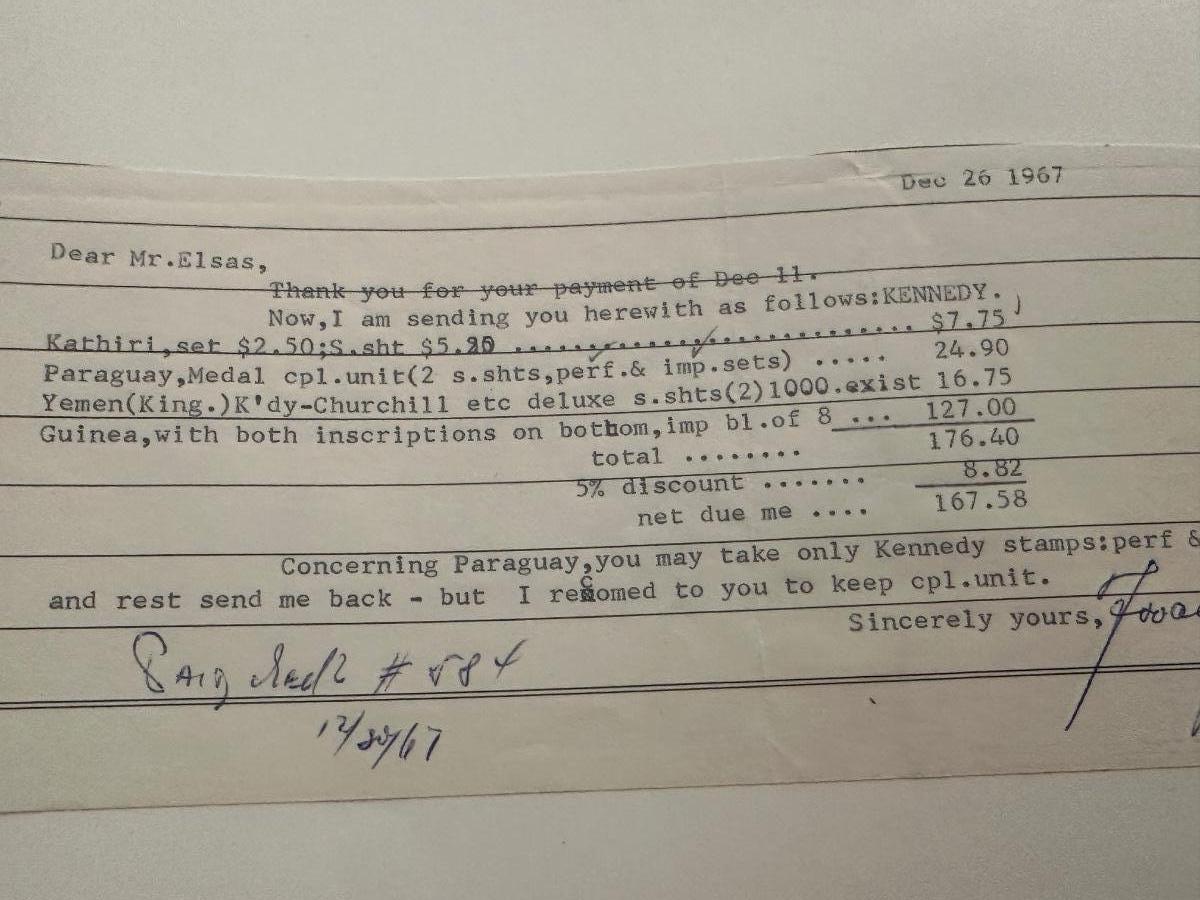 Dec 26 1967
Dear Mr.Elsas,
Thank you for your payment of Dec 11.
Now,I am sending you herewith as follows:KENNEDY.
Kathiri,set $2.50;S.sht $5. ........................ $7.75
Paraguay,Medal cpl.unit(2 s.shts,perf.& imp.sets) ..... 24.90
Yemen(King.)K'dy-Churchill etc deluxe s.shts(2)1000.exist 16.75
Guinea,with both inscriptions on bothom,imp bl.of 8 ... 127.00
total ........ 176.40
5% discount ....... 8.82
net due me .... 167.58
Concerning Paraguay,you may take only Kennedy stamps:perf &
and rest send me back - but I recomed to you to keep cpl.unit.
Sincerely yours,
# 584